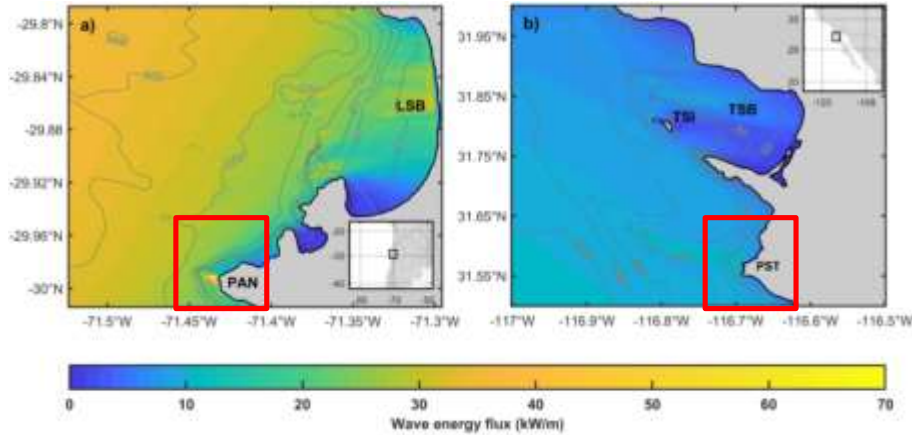 a)
LSB
PAN
-29.8°N
-29.84°N
-29.88
-29.92°N
-29.96°N
-30°N
-71.5°W
-71.45°W
-71.4°W
-71.35°W
-71.3°W
b)
TSI
TSB
PST
31.95°N
31.85°N
31.75°N
31.65°N
31.55°N
-117°W
-116.9°W
-116.8°W
-116.7°W
-116.6°W
-116.5°W
0
10
20
30
40
50
60
70
Wave energy flux (kW/m)